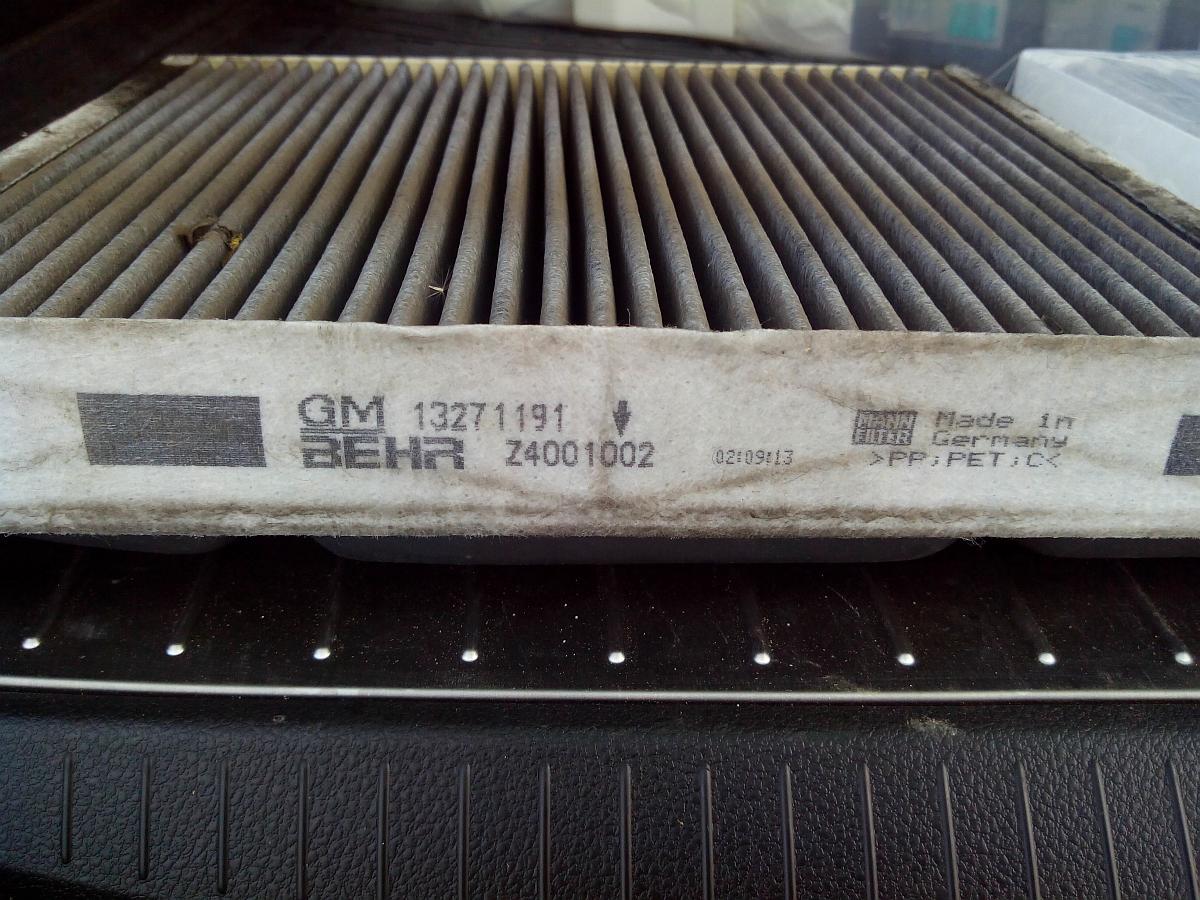 GM 13271191
BEHR Z4001002
(02:09:13
MANN
FILTER
Made in
Germany
>PP;PET;C<